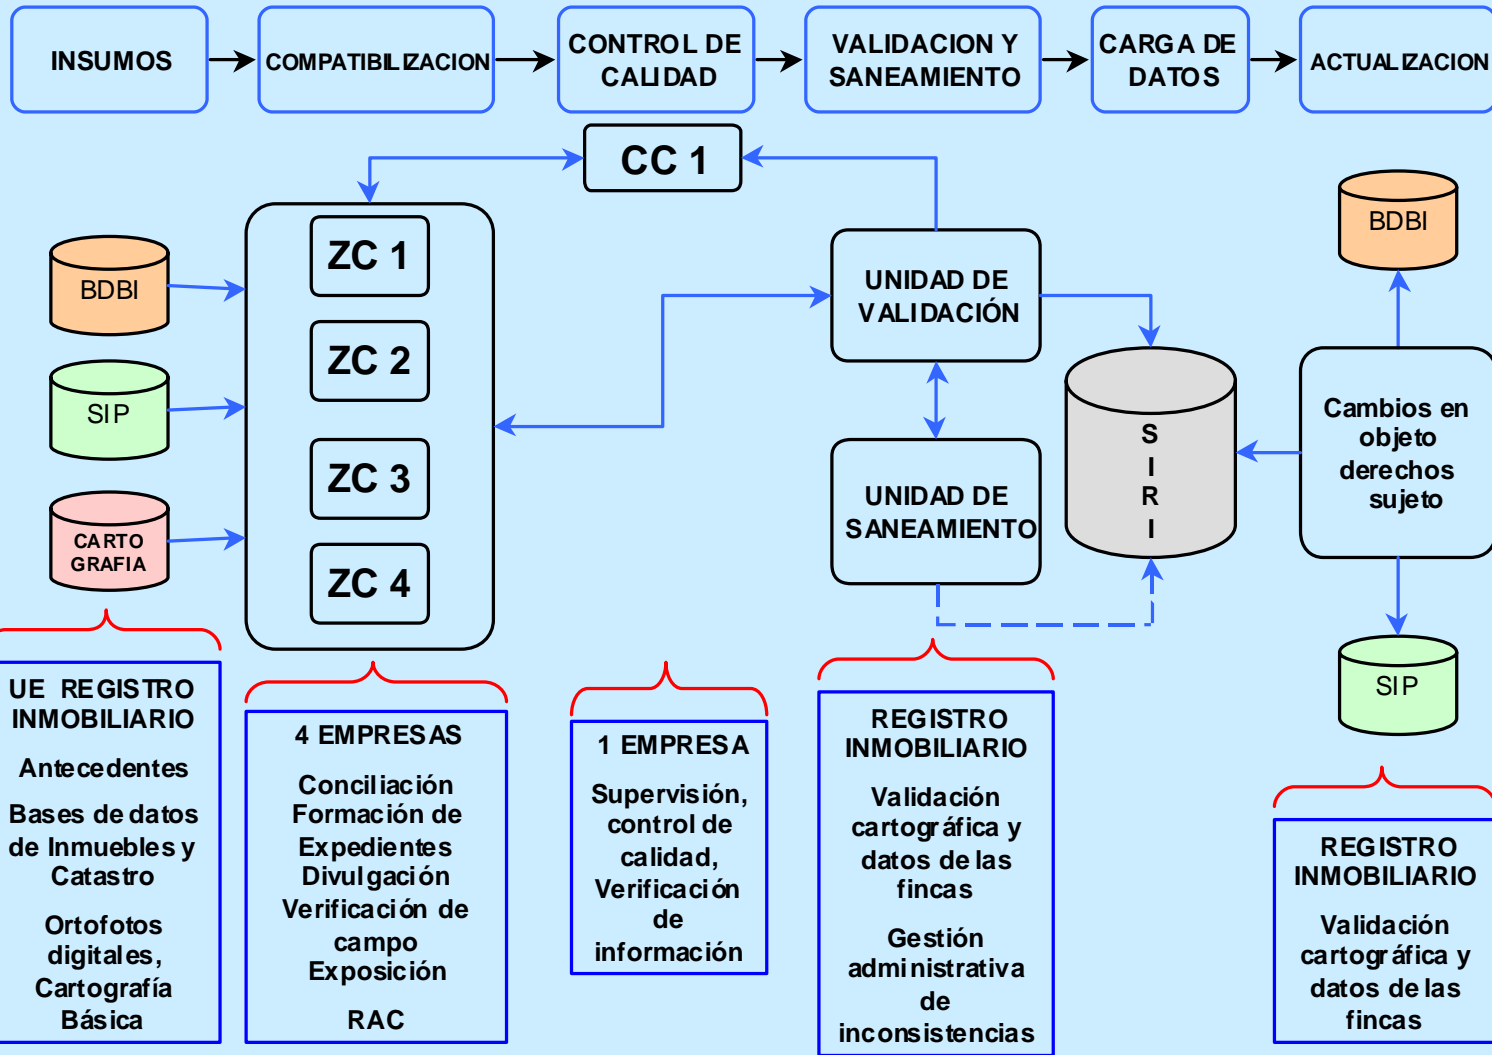 INSUMOS
COMPATIBILIZACION
CONTROL DE
CALIDAD
VALIDACION Y
SANEAMIENTO
CARGA DE
DATOS
ACTUALIZACION
CC 1
ZC 1
ZC 2
ZC 3
ZC 4
BDBI
SIP
CARTO
GRAFIA
UNIDAD DE
VALIDACIÓN
UNIDAD DE
SANEAMIENTO
S
I
R
I
BDBI
Cambios en
objeto
derechos
sujeto
SIP
UE REGISTRO
INMOBILIARIO
Antecedentes
Bases de datos
de Inmuebles y
Catastro
Ortofotos
digitales,
Cartografía
Básica
4 EMPRESAS
Conciliación
Formación de
Expedientes
Divulgación
Verificación de
campo
Exposición
RAC
1 EMPRESA
Supervisión,
control de
calidad,
Verificación
de
información
REGISTRO
INMOBILIARIO
Validación
cartográfica y
datos de las
fincas
Gestión
administrativa
de
inconsistencias
REGISTRO
INMOBILIARIO
Validación
cartográfica y
datos de las
fincas